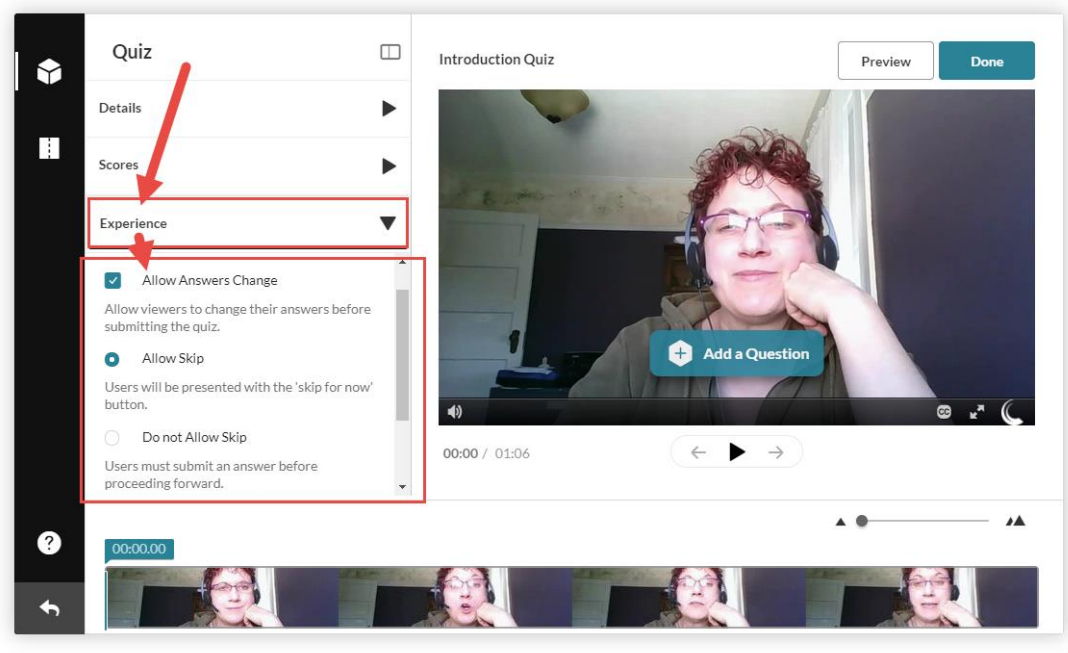 Quiz
Details
Scores
Experience
Allow Answers Change
Allow viewers to change their answers before
submitting the quiz.
Allow Skip
Users will be presented with the 'skip for now'
button.
Do not Allow Skip
Users must submit an answer before
proceeding forward.
Introduction Quiz
Preview
Done
Add a Question
CC
00:00 / 01:06
?
00:00.00